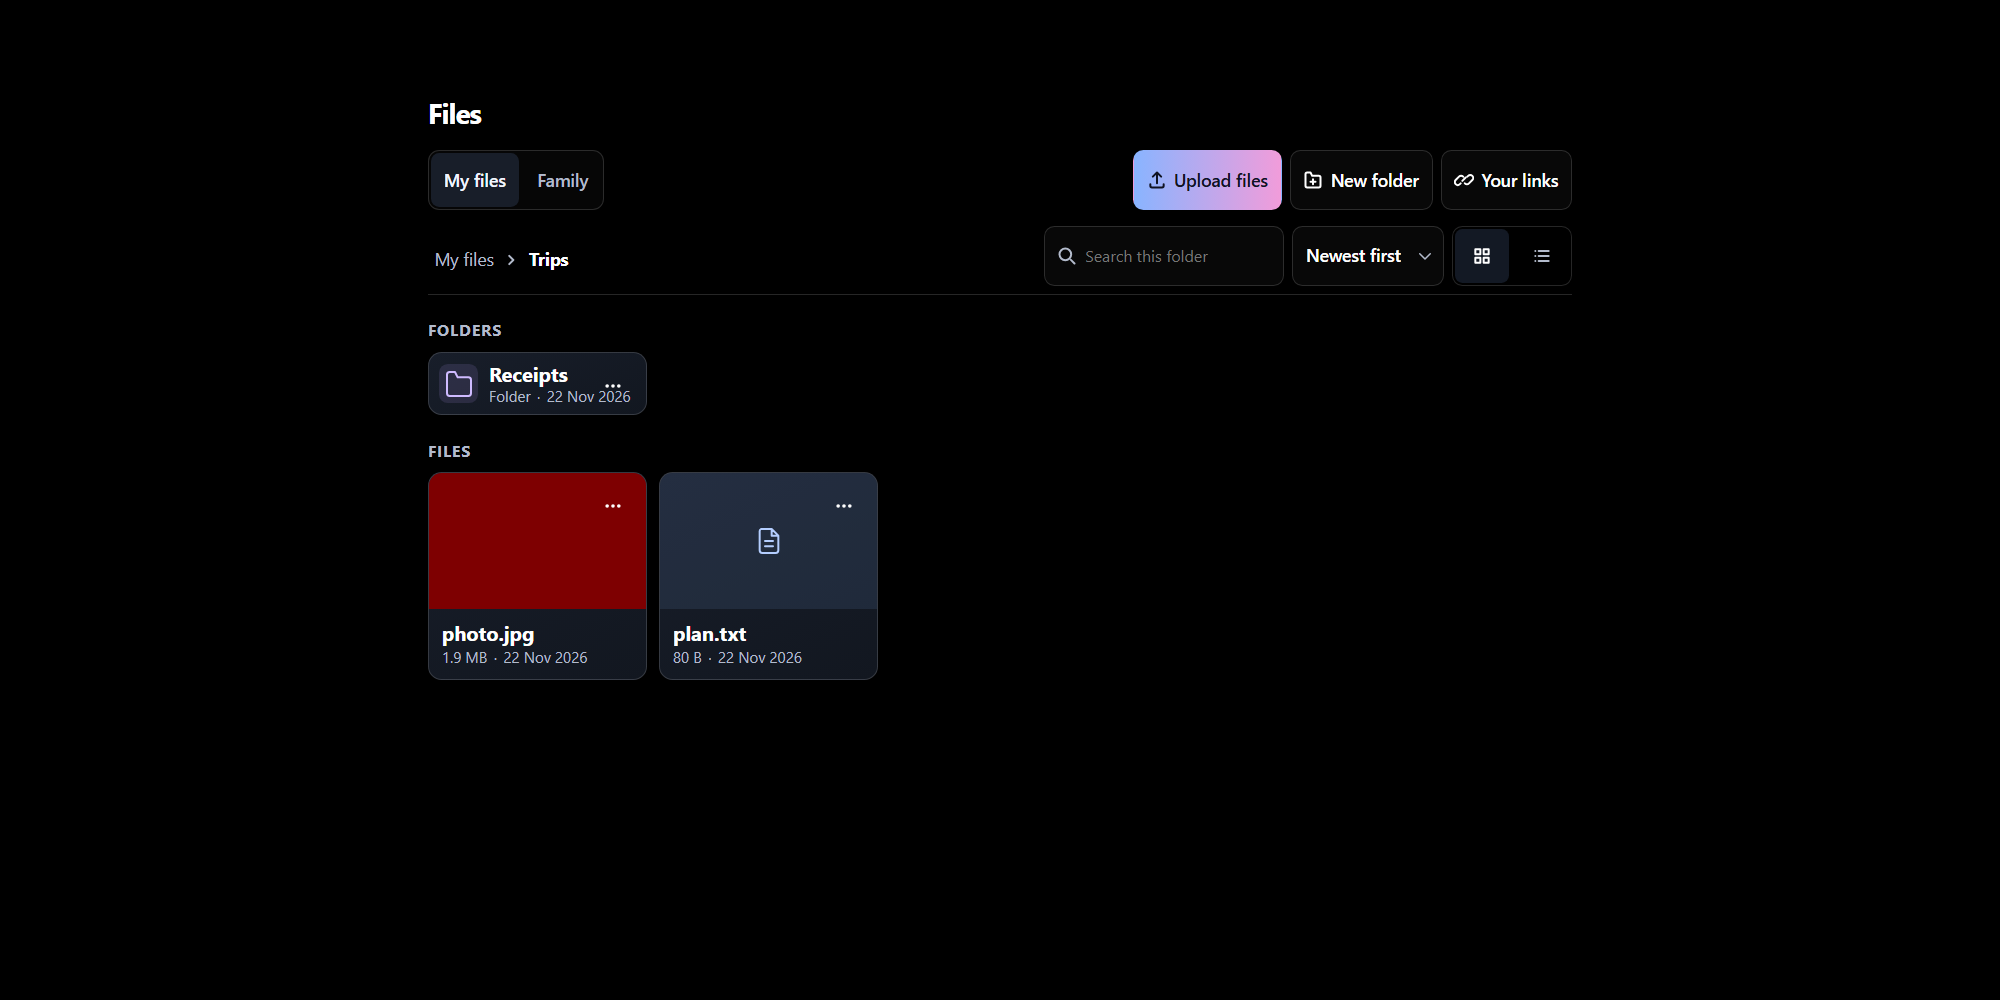 Files
My files
Family
Upload files
New folder
Your links
My files > Trips
Search this folder
Newest first
FOLDERS
Receipts
Folder · 22 Nov 2026
FILES
photo.jpg
1.9 MB · 22 Nov 2026
plan.txt
80 B · 22 Nov 2026